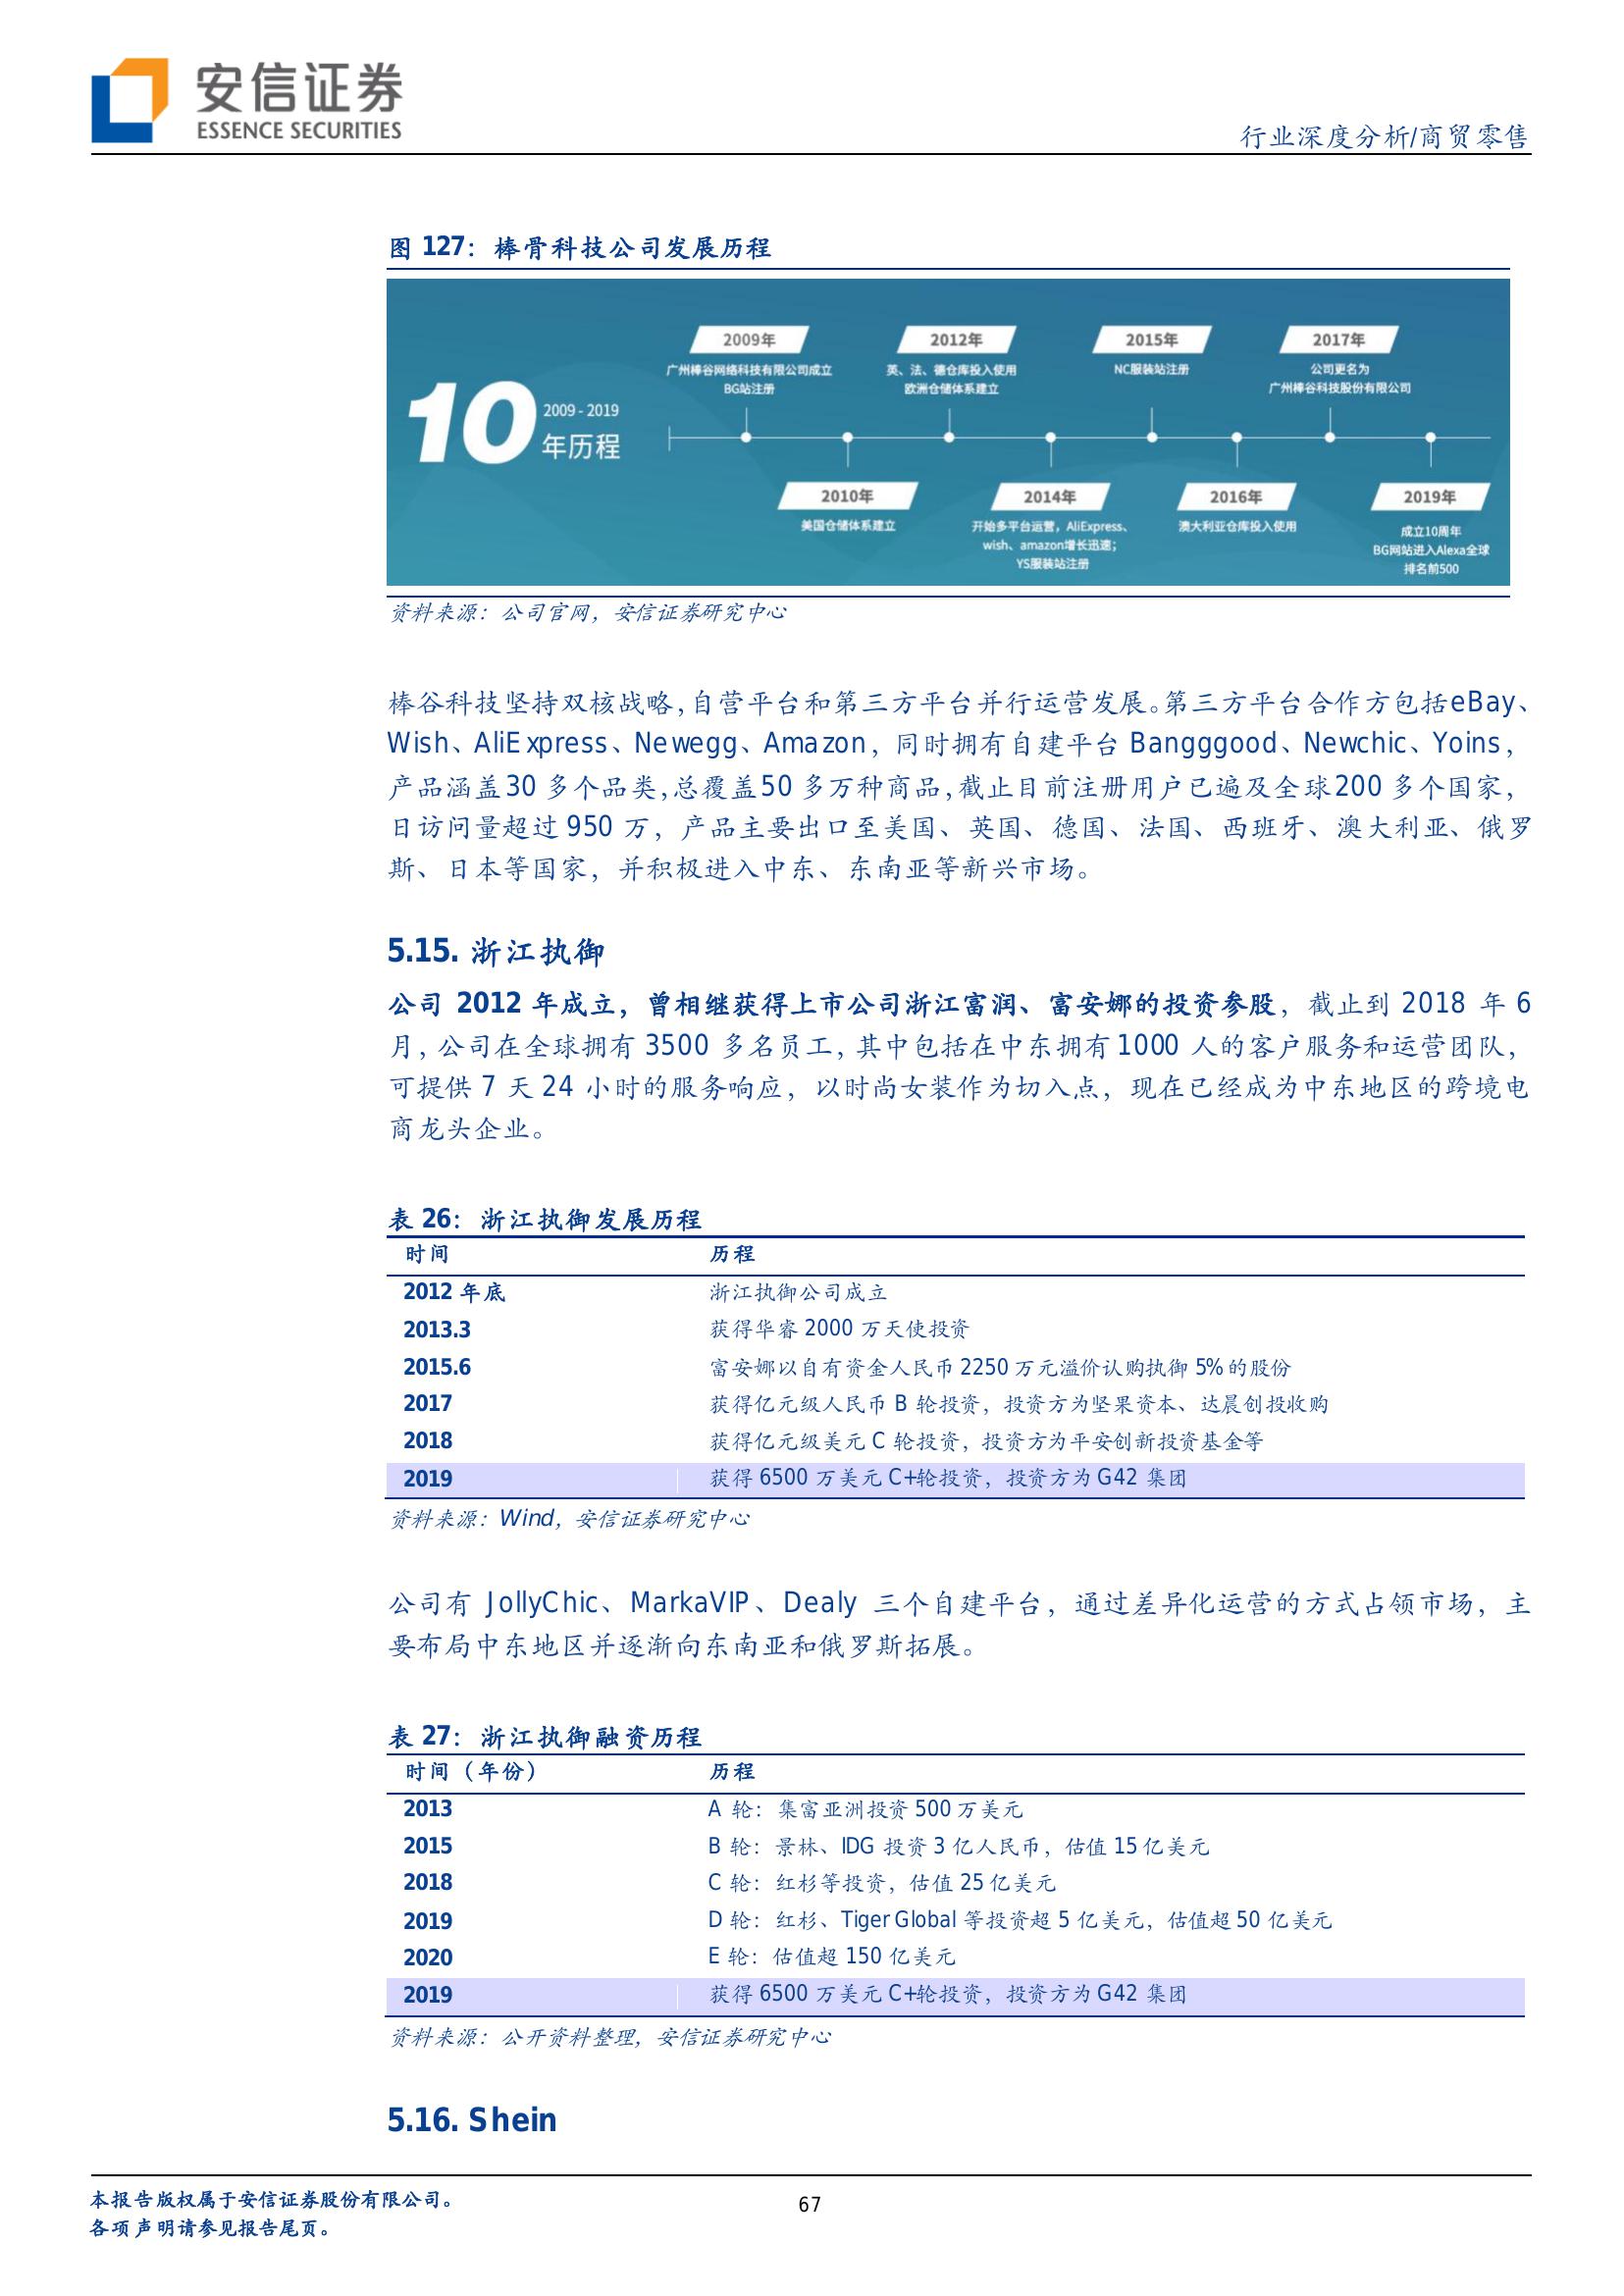 安信证券
ESSENCE SECURITIES
行业深度分析/商贸零售
图 127：棒骨科技公司发展历程
10
2009 - 2019
年历程
2009年
广州棒谷网络科技有限公司成立
BG站注册
2012年
英、法、德仓库投入使用
欧洲仓储体系建立
2015年
NC服装站注册
2017年
公司更名为
广州棒谷科技股份有限公司
2010年
美国仓储体系建立
2014年
开始多平台运营，AliExpress、
wish、amazon增长迅速；
YS服装站注册
2016年
澳大利亚仓库投入使用
2019年
成立10周年
BG网站进入Alexa全球
排名前500
资料来源：公司官网，安信证券研究中心
棒谷科技坚持双核战略，自营平台和第三方平台并行运营发展。第三方平台合作方包括eBay、
Wish、AliExpress、Newegg、Amazon，同时拥有自建平台 Bangggood、Newchic、Yoins，
产品涵盖30 多个品类，总覆盖50 多万种商品，截止目前注册用户已遍及全球200 多个国家，
日访问量超过 950 万，产品主要出口至美国、英国、德国、法国、西班牙、澳大利亚、俄罗
斯、日本等国家，并积极进入中东、东南亚等新兴市场。
5.15. 浙江执御
公司 2012 年成立，曾相继获得上市公司浙江富润、富安娜的投资参股，截止到 2018 年 6
月，公司在全球拥有 3500 多名员工，其中包括在中东拥有1000 人的客户服务和运营团队，
可提供 7 天 24 小时的服务响应，以时尚女装作为切入点，现在已经成为中东地区的跨境电
商龙头企业。
表 26：浙江执御发展历程
时间 历程
2012 年底 浙江执御公司成立
2013.3 获得华睿 2000 万天使投资
2015.6 富安娜以自有资金人民币 2250 万元溢价认购执御 5%的股份
2017 获得亿元级人民币 B 轮投资，投资方为坚果资本、达晨创投收购
2018 获得亿元级美元 C 轮投资，投资方为平安创新投资基金等
2019 获得 6500 万美元 C+轮投资，投资方为 G42 集团
资料来源：Wind，安信证券研究中心
公司有 JollyChic、MarkaVIP、Dealy 三个自建平台，通过差异化运营的方式占领市场，主
要布局中东地区并逐渐向东南亚和俄罗斯拓展。
表 27：浙江执御融资历程
时间（年份） 历程
2013 A 轮：集富亚洲投资 500 万美元
2015 B 轮：景林、IDG 投资 3 亿人民币，估值 15 亿美元
2018 C 轮：红杉等投资，估值 25 亿美元
2019 D 轮：红杉、Tiger Global 等投资超 5 亿美元，估值超 50 亿美元
2020 E 轮：估值超 150 亿美元
2019 获得 6500 万美元 C+轮投资，投资方为 G42 集团
资料来源：公开资料整理，安信证券研究中心
5.16. Shein
本报告版权属于安信证券股份有限公司。
各项声明请参见报告尾页。
67